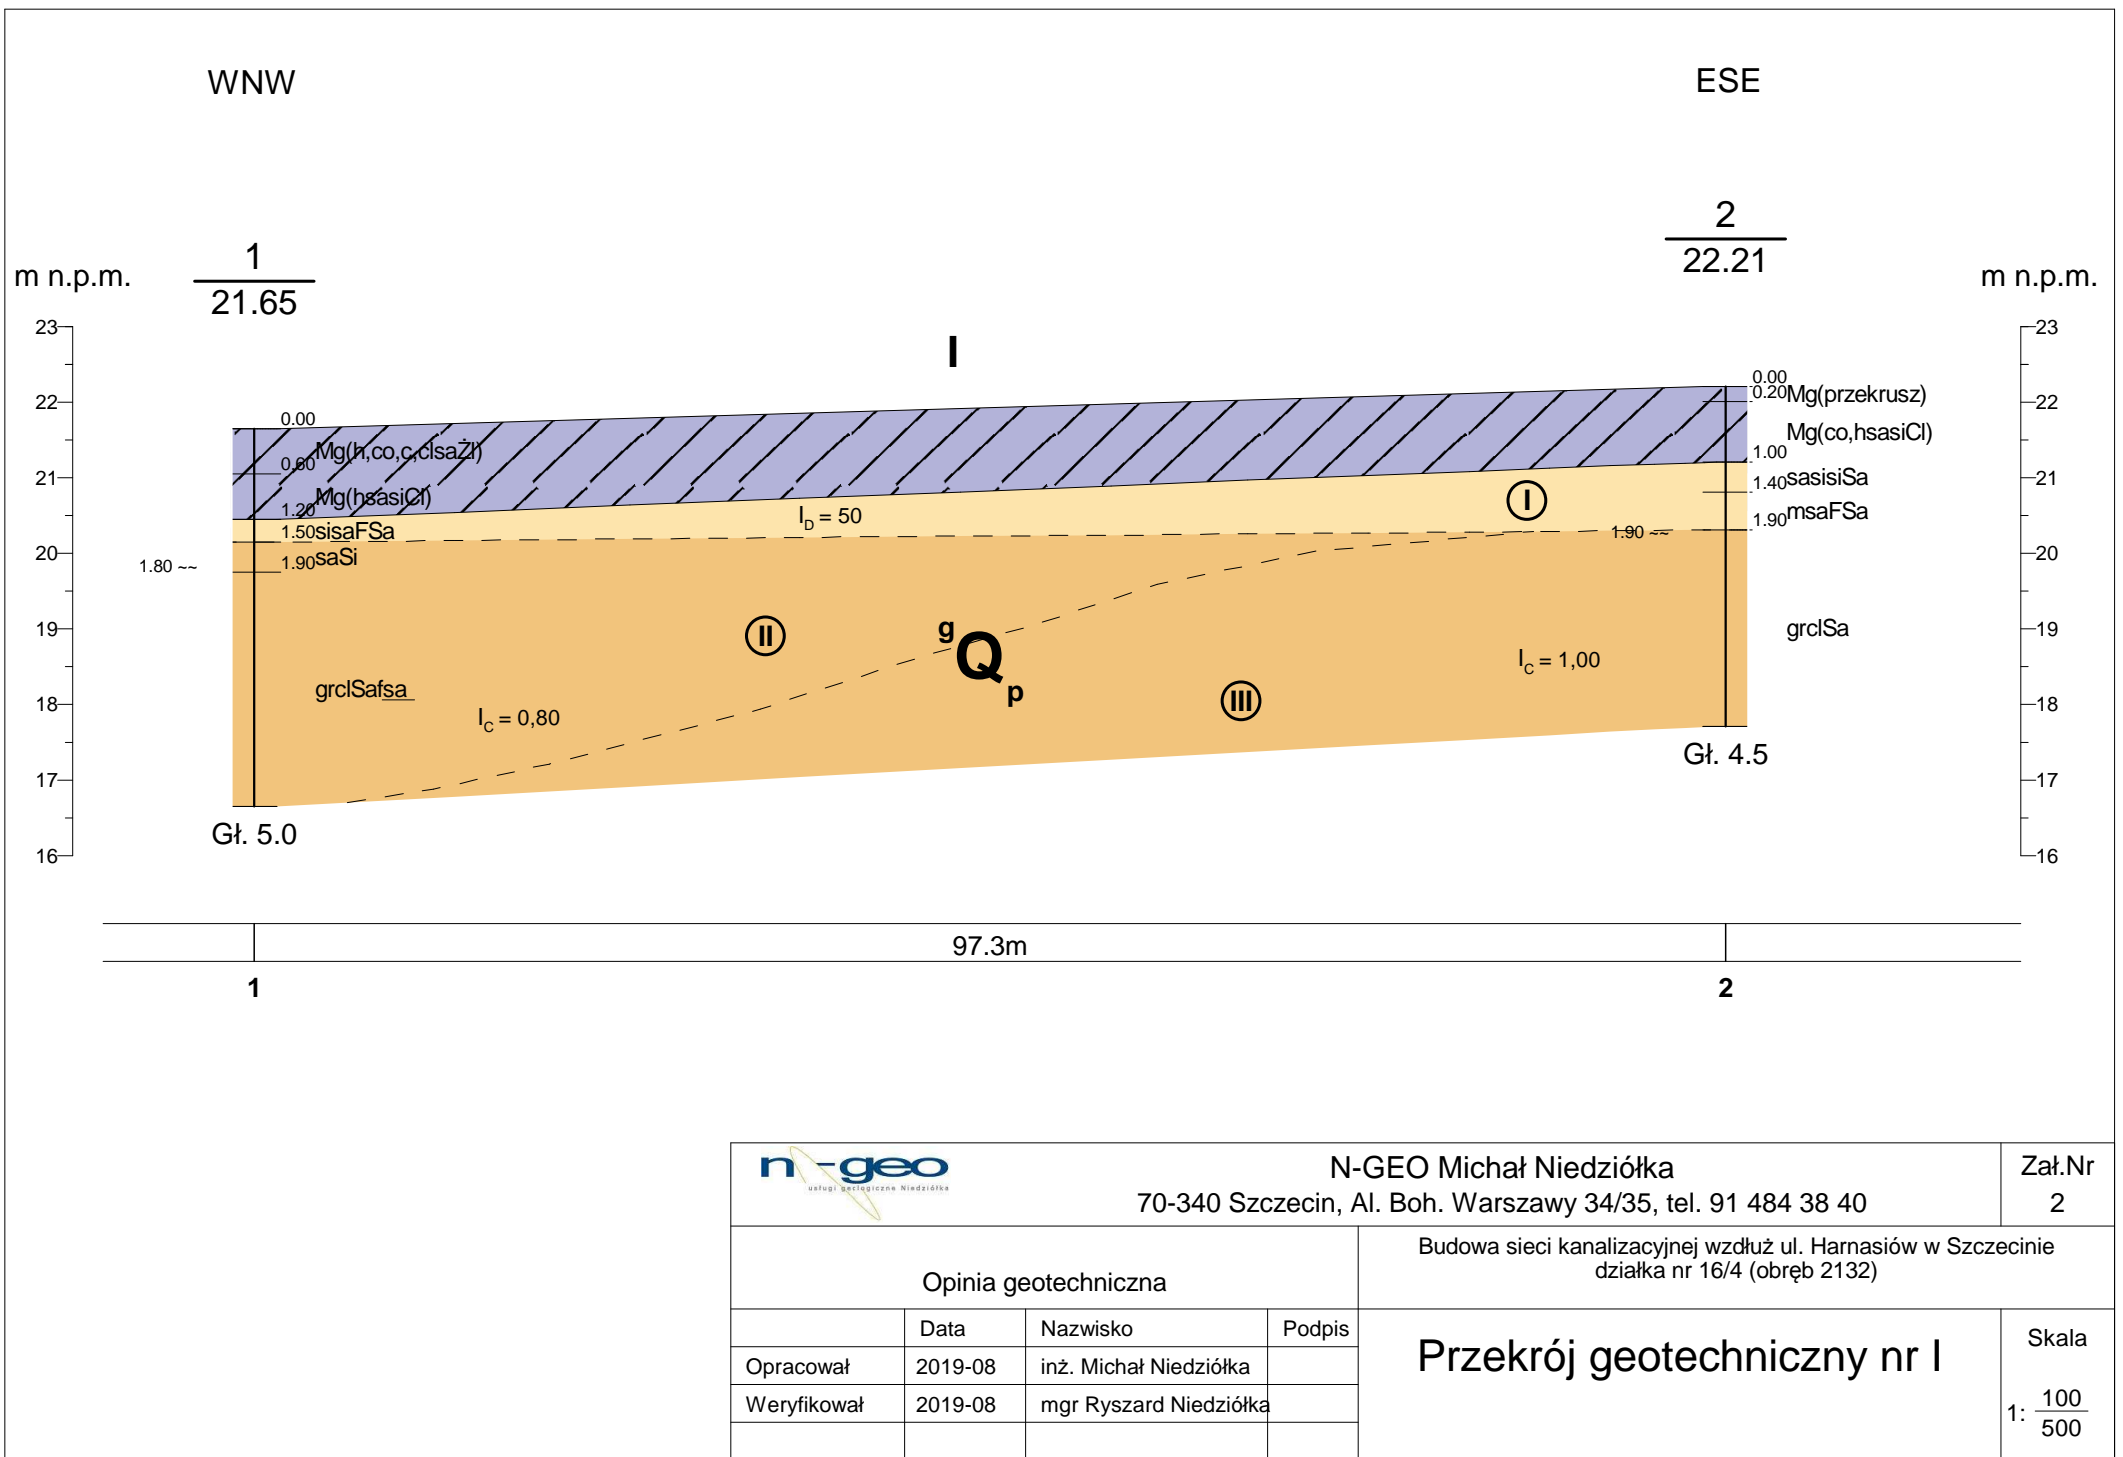 WNW
ESE
1
21.65
2
22.21
m n.p.m.
m n.p.m.
I
23
22
21
20
19
18
17
16
23
22
21
20
19
18
17
16
0.00
0.60
1.20
1.50
1.90
Mg(h,co,c,clsaŻl)
Mg(hsasiCl)
sisaFSa
saSi
grclSafsa
1.80 ~~
0.00
0.20
1.00
1.40
1.90
Mg(przekrusz)
Mg(co,hsasiCl)
sasisiSa
msaFSa
grclSa
1.90 ~~
I
ID = 50
II
g Q p
III
IC = 0,80
IC = 1,00
Gł. 5.0
Gł. 4.5
97.3m
1
2
n-geo
usługi geologiczne Niedziółka
N-GEO Michał Niedziółka
70-340 Szczecin, Al. Boh. Warszawy 34/35, tel. 91 484 38 40
Zał.Nr
2
Opinia geotechniczna
Budowa sieci kanalizacyjnej wzdłuż ul. Harnasiów w Szczecinie
działka nr 16/4 (obręb 2132)
Data Nazwisko Podpis
Opracował 2019-08 inż. Michał Niedziółka
Weryfikował 2019-08 mgr Ryszard Niedziółka
Przekrój geotechniczny nr I
Skala
1: 100
500